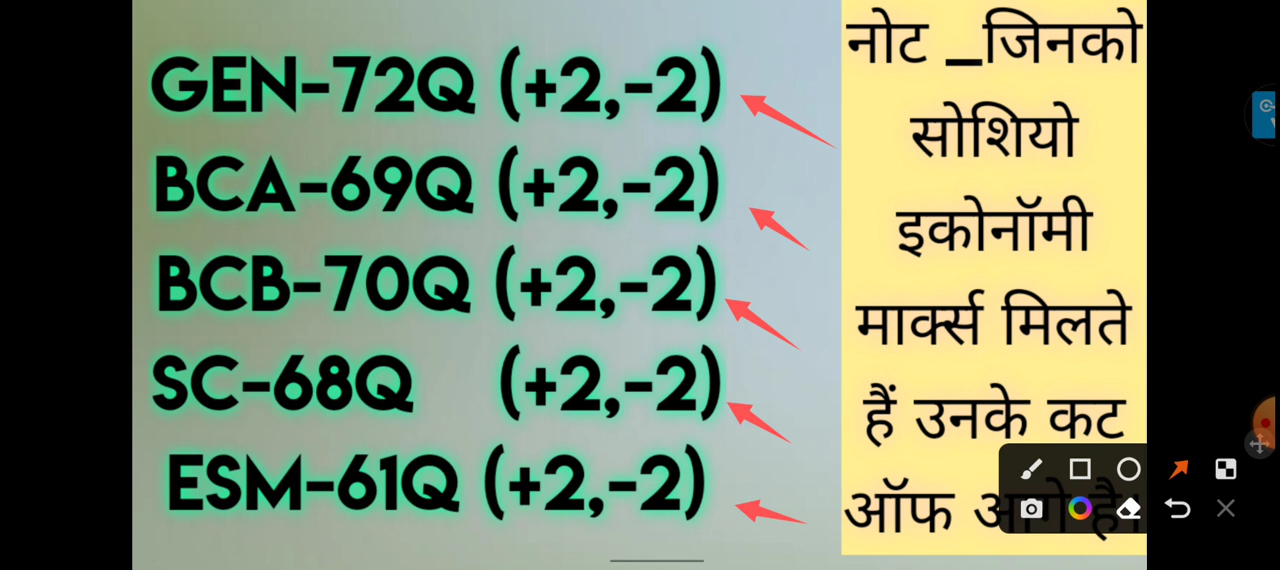 GEN-72Q (+2,-2)
BCA-69Q (+2,-2)
BCB-70Q (+2,-2)
SC-68Q (+2,-2)
ESM-61Q (+2,-2)
नोट _जिनको
सोशियो
इकोनॉमी
मार्क्स मिलते
हैं उनके कट
ऑफ आगे है।